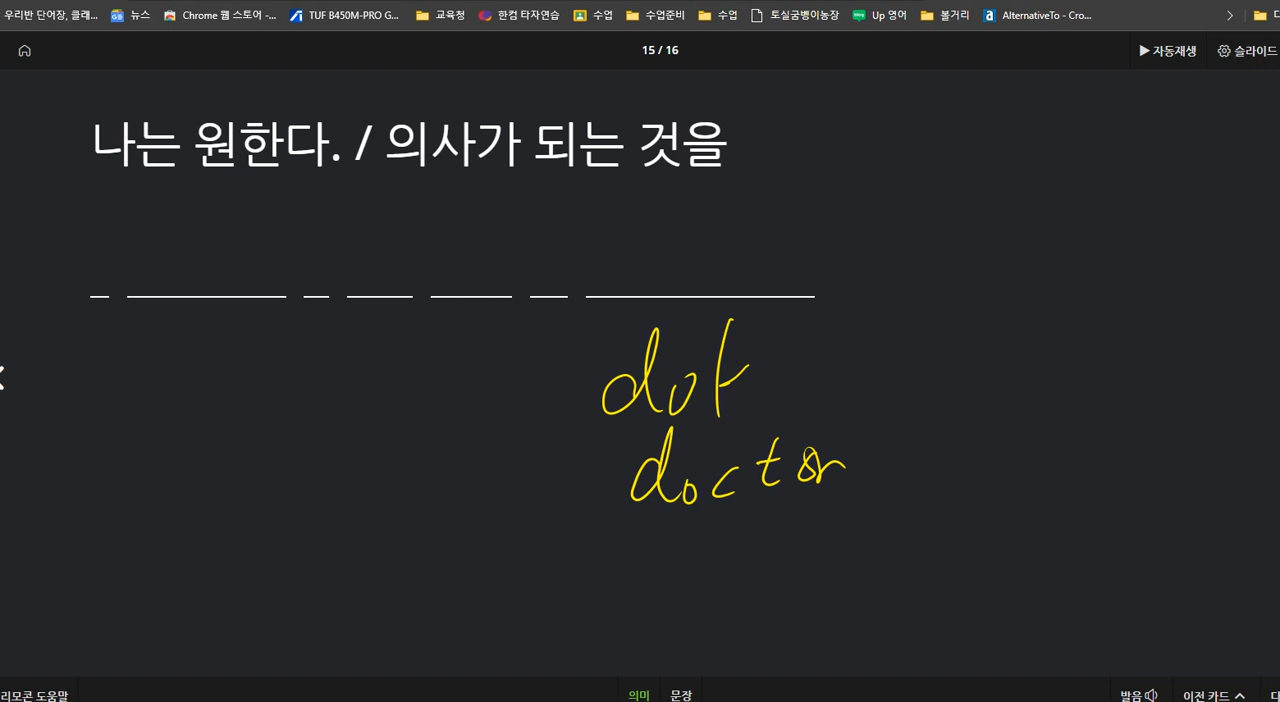 우리반 단어장, 클래... 뉴스 Chrome 웹 스토어 -... TUF B450M-PRO G... 교육청 한컴 타자연습 수업 수업준비 수업 토실굼벵이농장 Up 영어 볼거리 AlternativeTo - Cro...
15 / 16 자동재생 슬라이드
나는 원한다. / 의사가 되는 것을
dot
doctor
리모콘 도움말 의미 문장 발음 이전 카드